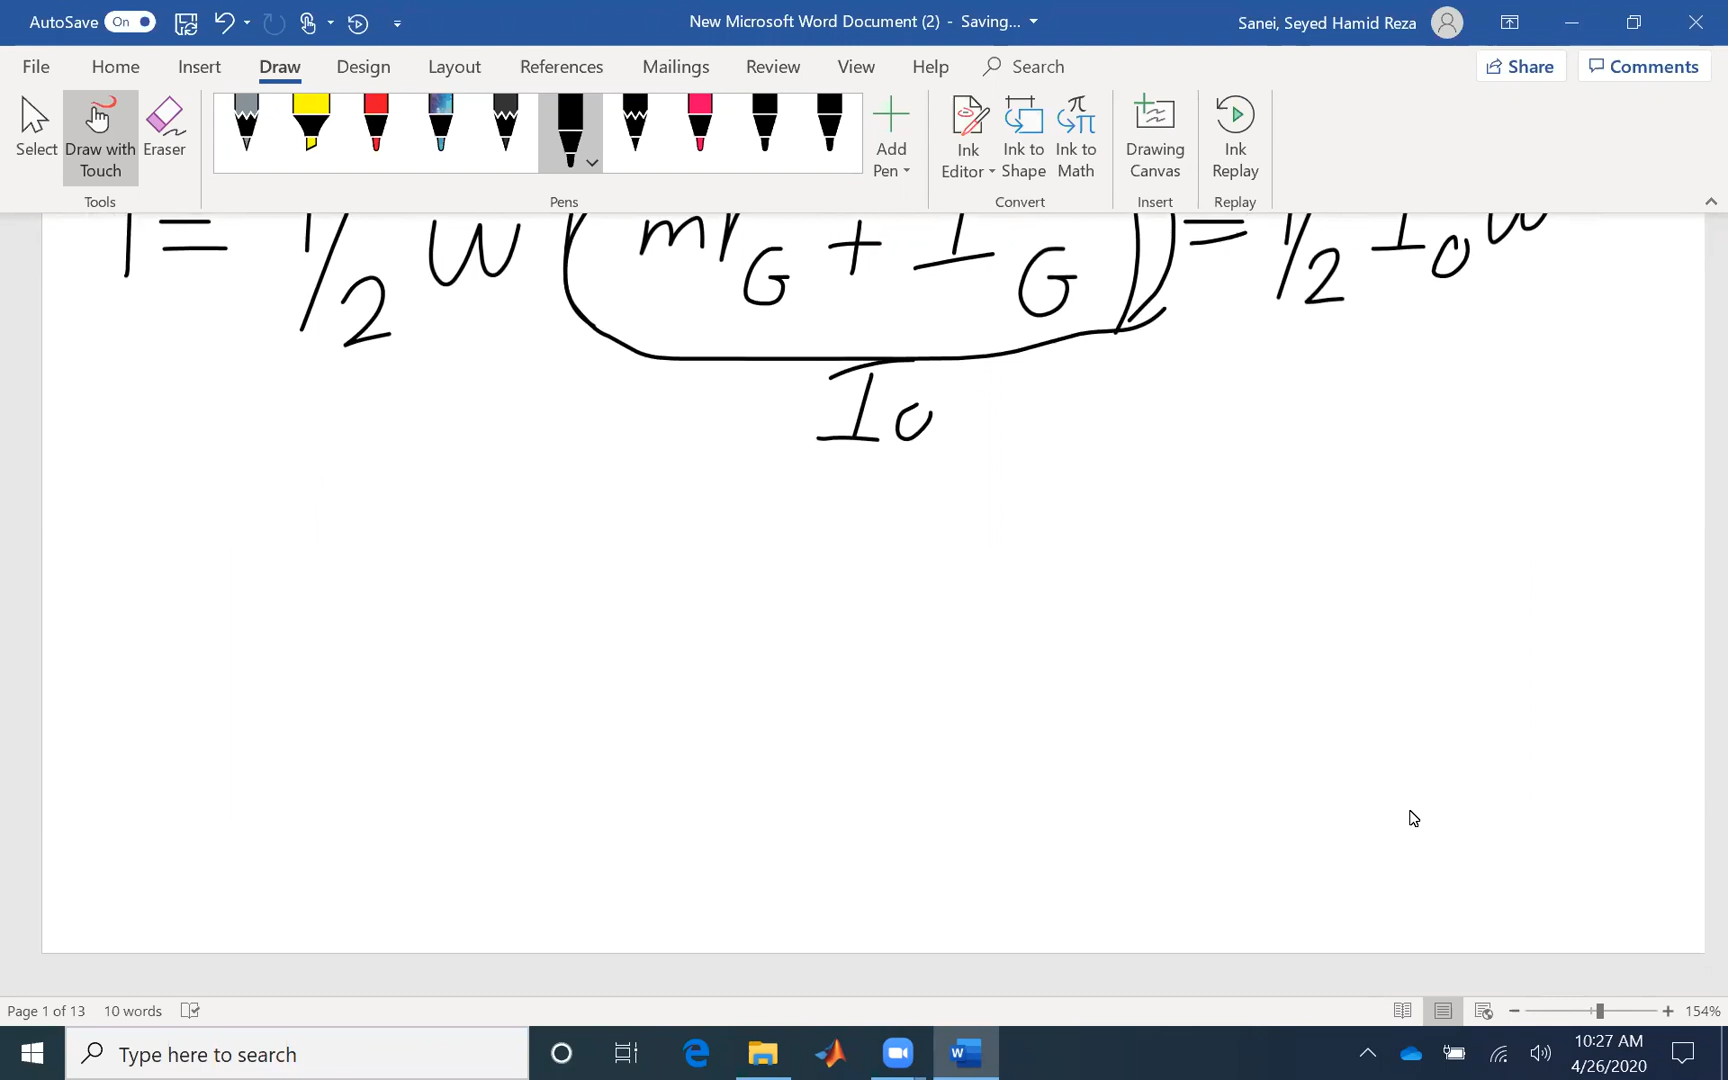 AutoSave On New Microsoft Word Document (2) - Saving... Sanei, Seyed Hamid Reza
File Home Insert Draw Design Layout References Mailings Review View Help Search Share Comments
Select Draw with Touch Eraser Add Pen Ink Editor Ink to Shape Ink to Math Drawing Canvas Ink Replay
Tools Pens Convert Insert Replay
= 1/2 w ( mr_G + I_G ) = 1/2 I_o w
I_o
Page 1 of 13 10 words 154%
Type here to search 10:27 AM
4/26/2020